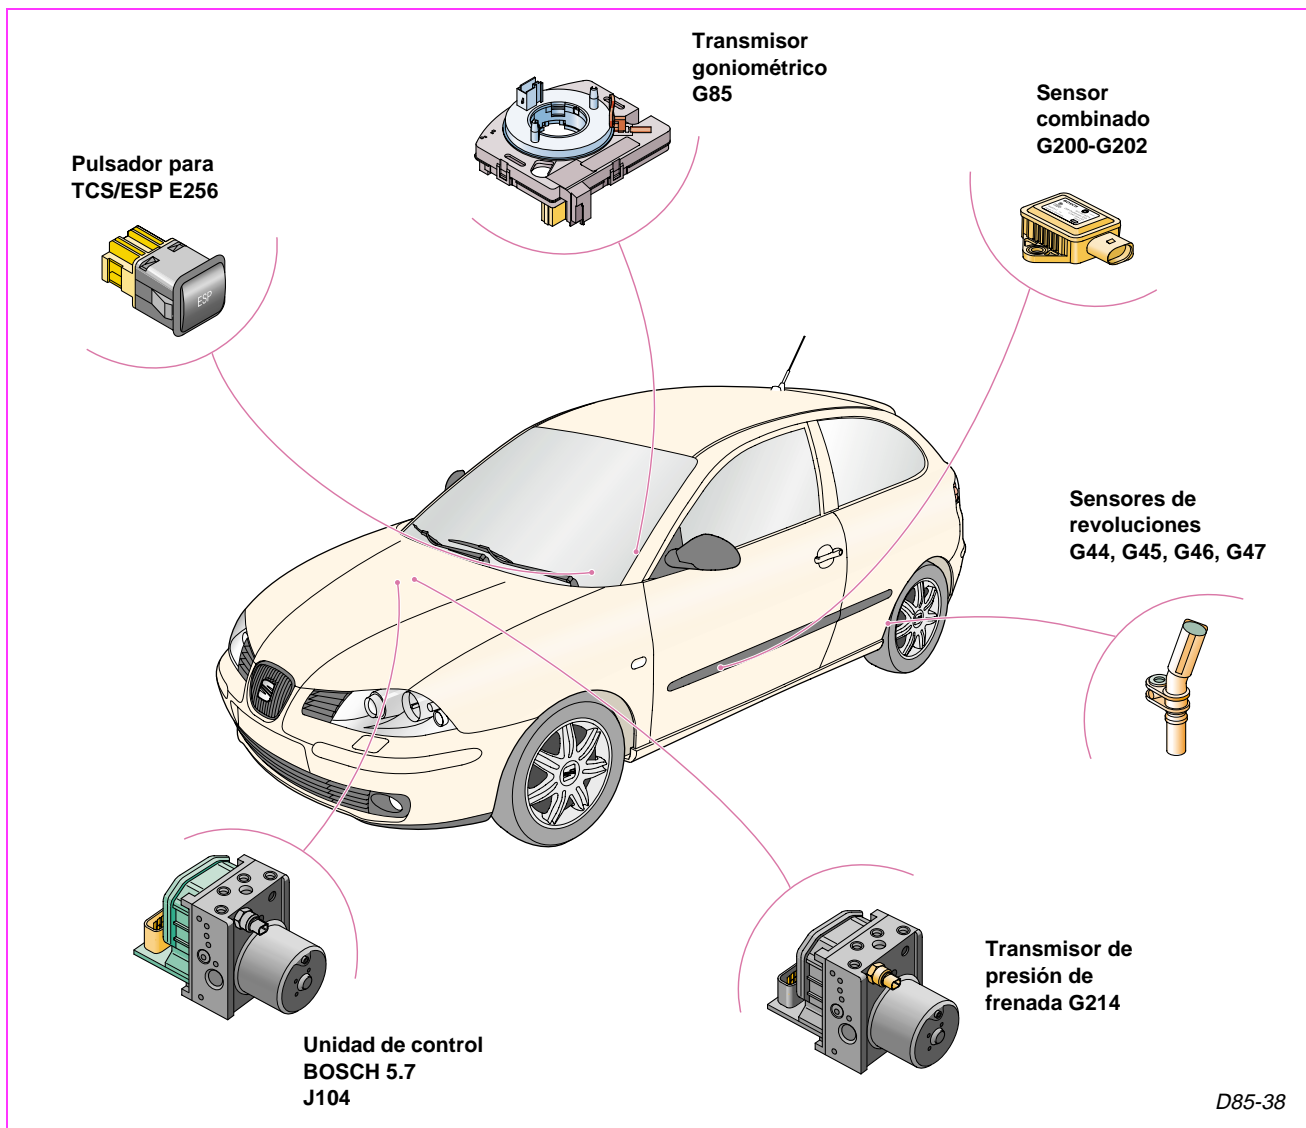 Transmisor
goniométrico
G85
Sensor
combinado
G200-G202
Pulsador para
TCS/ESP E256
ESP
Sensores de
revoluciones
G44, G45, G46, G47
Transmisor de
presión de
frenada G214
Unidad de control
BOSCH 5.7
J104
D85-38